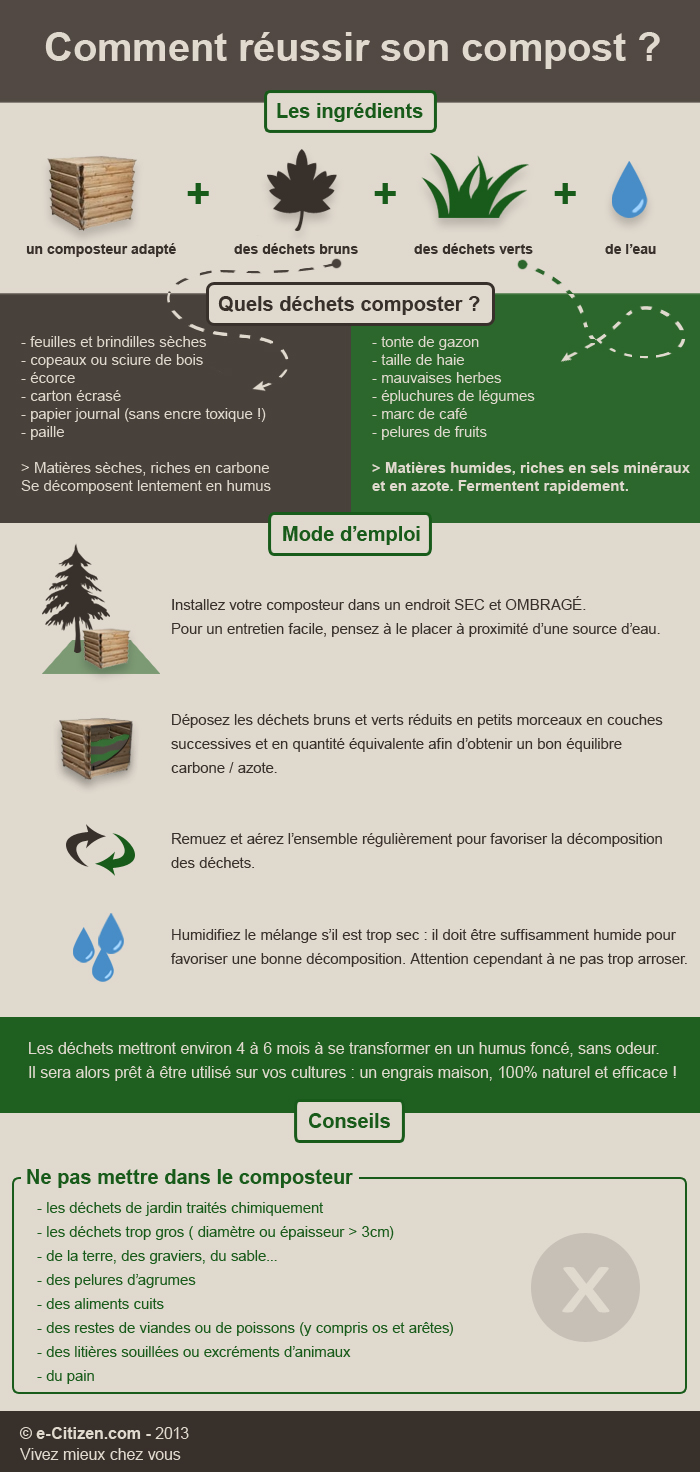 Comment réussir son compost ?
Les ingrédients
+ + +
un composteur adapté
des déchets bruns
des déchets verts
de l'eau
Quels déchets composter ?
- feuilles et brindilles sèches
- copeaux ou sciure de bois
- écorce
- carton écrasé
- papier journal (sans encre toxique !)
- paille
> Matières sèches, riches en carbone
Se décomposent lentement en humus
- tonte de gazon
- taille de haie
- mauvaises herbes
- épluchures de légumes
- marc de café
- pelures de fruits
> Matières humides, riches en sels minéraux
et en azote. Fermentent rapidement.
Mode d'emploi
Installez votre composteur dans un endroit SEC et OMBRAGÉ.
Pour un entretien facile, pensez à le placer à proximité d'une source d'eau.
Déposez les déchets bruns et verts réduits en petits morceaux en couches
successives et en quantité équivalente afin d'obtenir un bon équilibre
carbone / azote.
Remuez et aérez l'ensemble régulièrement pour favoriser la décomposition
des déchets.
Humidifiez le mélange s'il est trop sec : il doit être suffisamment humide pour
favoriser une bonne décomposition. Attention cependant à ne pas trop arroser.
Les déchets mettront environ 4 à 6 mois à se transformer en un humus foncé, sans odeur.
Il sera alors prêt à être utilisé sur vos cultures : un engrais maison, 100% naturel et efficace !
Conseils
Ne pas mettre dans le composteur
- les déchets de jardin traités chimiquement
- les déchets trop gros ( diamètre ou épaisseur > 3cm)
- de la terre, des graviers, du sable...
- des pelures d'agrumes
- des aliments cuits
- des restes de viandes ou de poissons (y compris os et arêtes)
- des litières souillées ou excréments d'animaux
- du pain
x
© e-Citizen.com - 2013
Vivez mieux chez vous